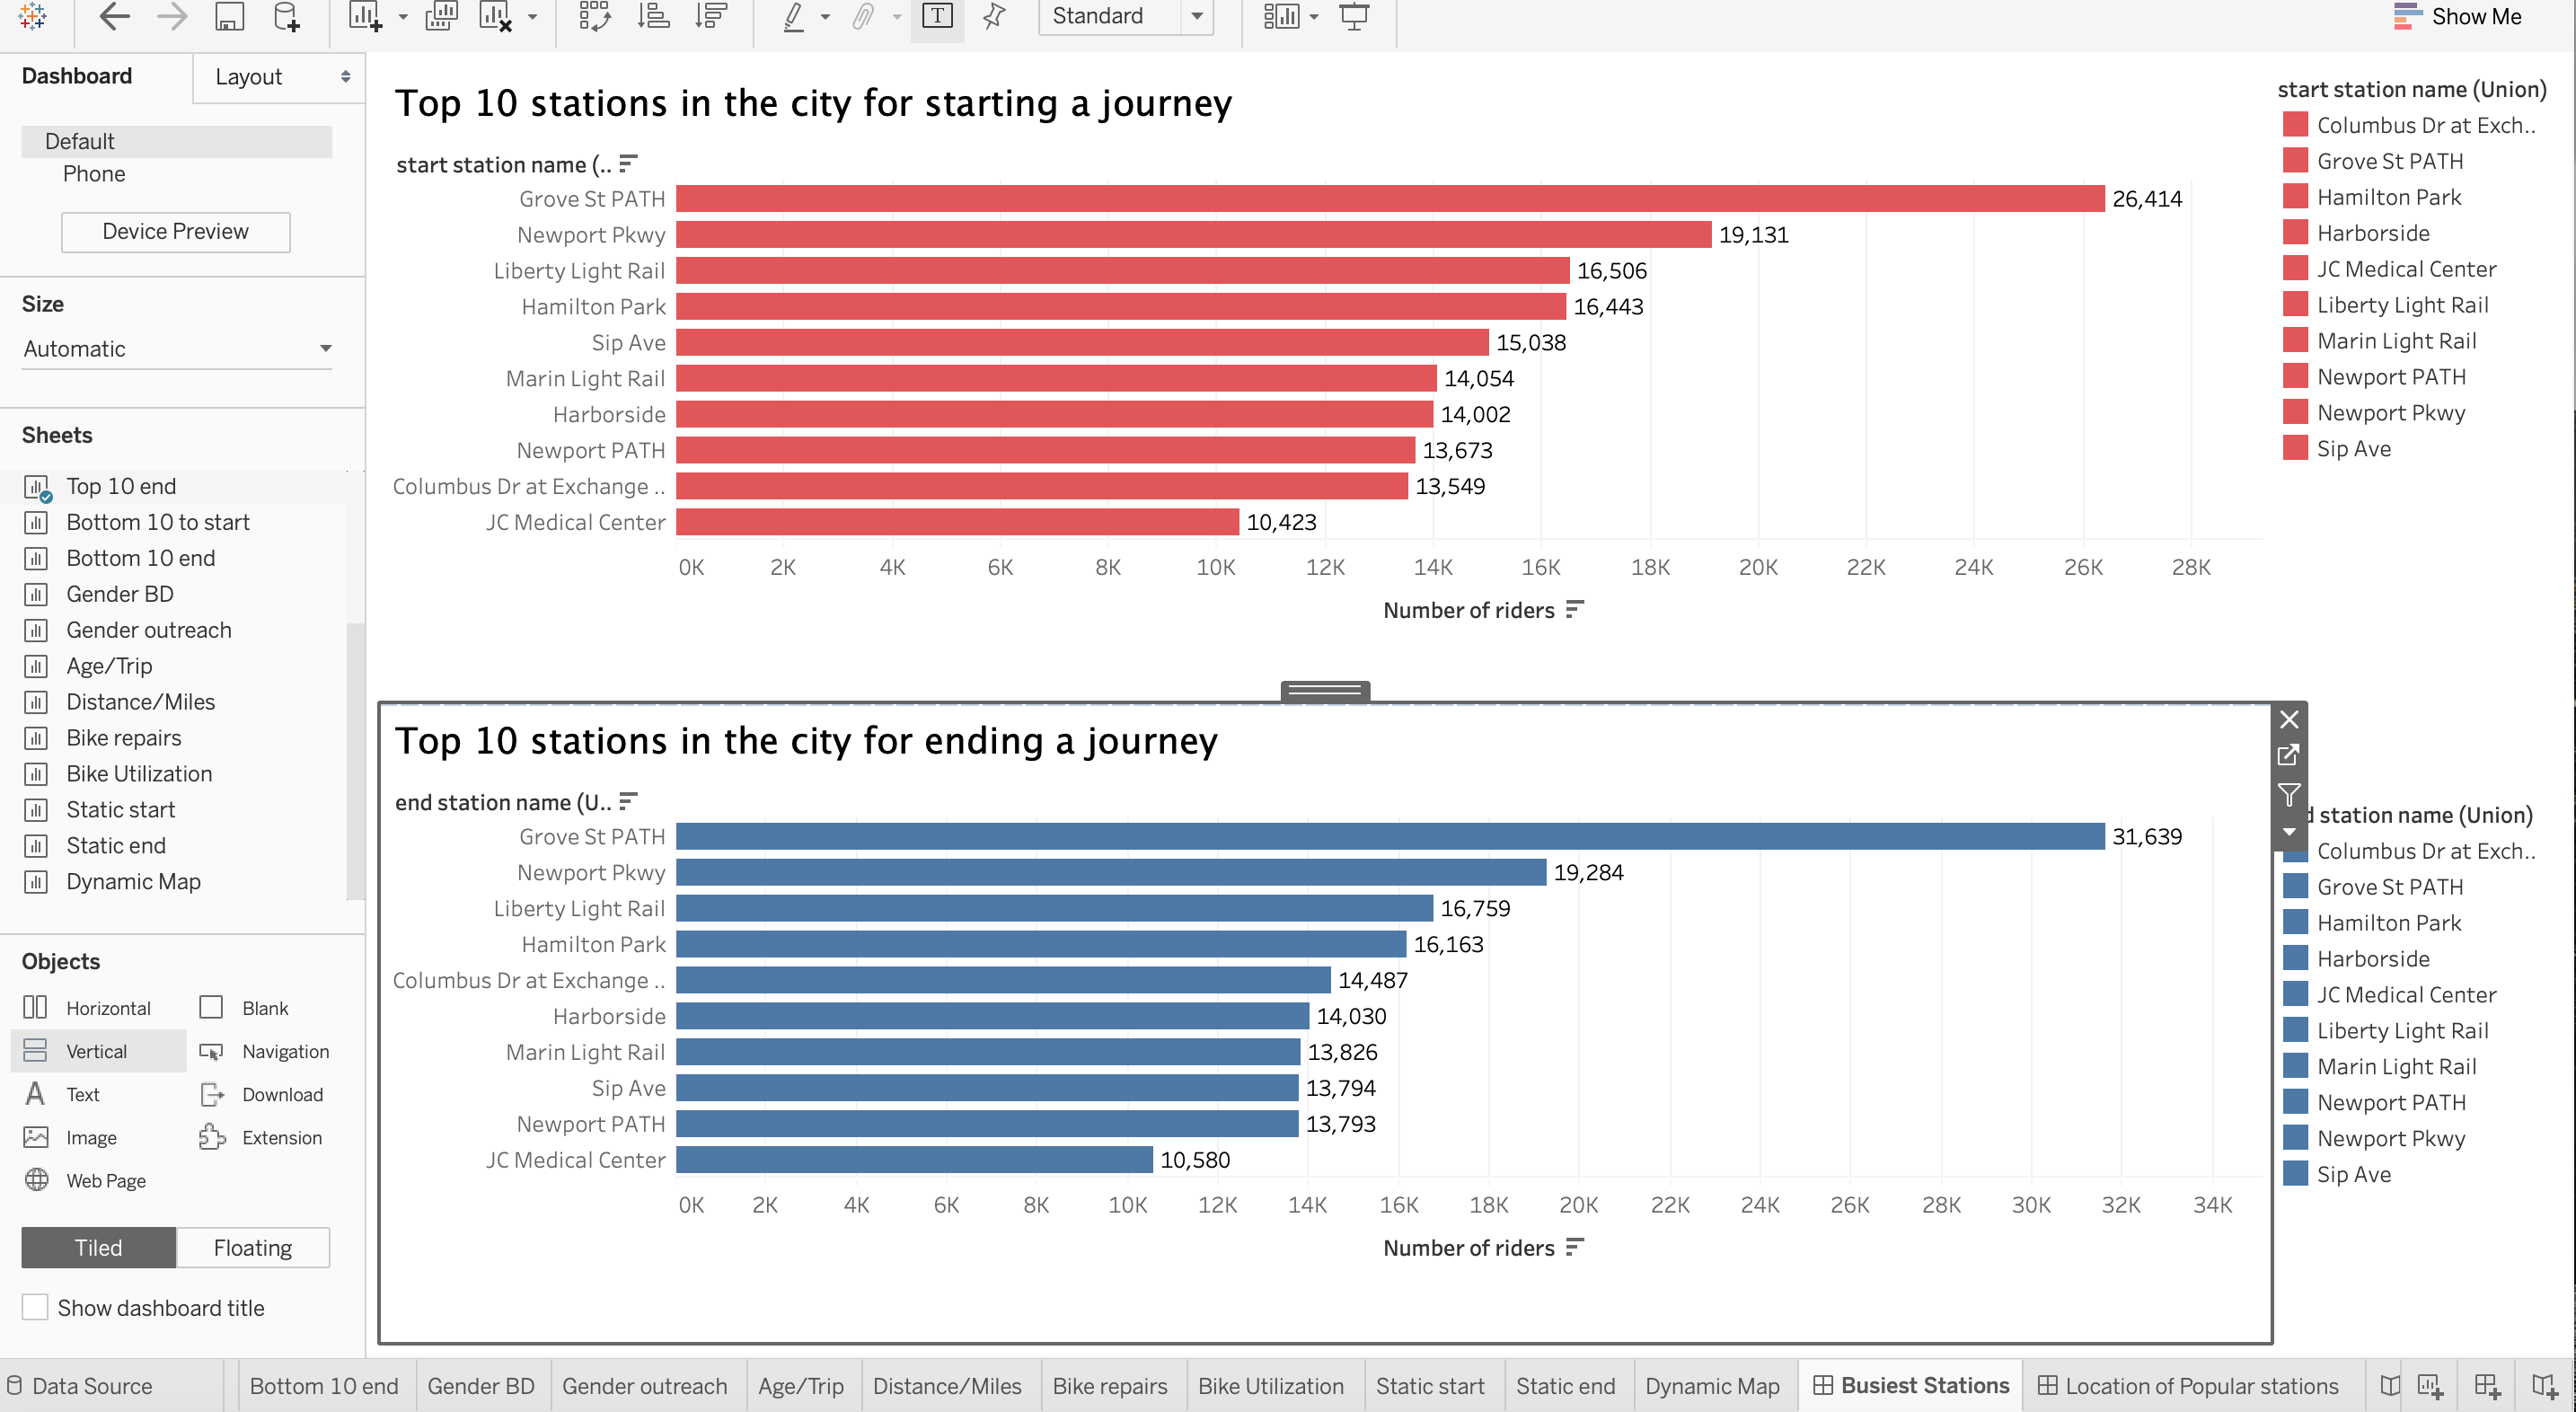 Standard
Show Me
Dashboard
Layout
Default
Phone
Device Preview
Size
Automatic
Sheets
Top 10 end
Bottom 10 to start
Bottom 10 end
Gender BD
Gender outreach
Age/Trip
Distance/Miles
Bike repairs
Bike Utilization
Static start
Static end
Dynamic Map
Objects
Horizontal
Blank
Vertical
Navigation
A Text
Download
Image
Extension
Web Page
Tiled
Floating
Show dashboard title
Top 10 stations in the city for starting a journey
start station name (..
Grove St PATH 26,414
Newport Pkwy 19,131
Liberty Light Rail 16,506
Hamilton Park 16,443
Sip Ave 15,038
Marin Light Rail 14,054
Harborside 14,002
Newport PATH 13,673
Columbus Dr at Exchange .. 13,549
JC Medical Center 10,423
0K 2K 4K 6K 8K 10K 12K 14K 16K 18K 20K 22K 24K 26K 28K
Number of riders
start station name (Union)
Columbus Dr at Exch..
Grove St PATH
Hamilton Park
Harborside
JC Medical Center
Liberty Light Rail
Marin Light Rail
Newport PATH
Newport Pkwy
Sip Ave
Top 10 stations in the city for ending a journey
end station name (U..
Grove St PATH 31,639
Newport Pkwy 19,284
Liberty Light Rail 16,759
Hamilton Park 16,163
Columbus Dr at Exchange .. 14,487
Harborside 14,030
Marin Light Rail 13,826
Sip Ave 13,794
Newport PATH 13,793
JC Medical Center 10,580
0K 2K 4K 6K 8K 10K 12K 14K 16K 18K 20K 22K 24K 26K 28K 30K 32K 34K
Number of riders
d station name (Union)
Columbus Dr at Exch..
Grove St PATH
Hamilton Park
Harborside
JC Medical Center
Liberty Light Rail
Marin Light Rail
Newport PATH
Newport Pkwy
Sip Ave
Data Source
Bottom 10 end
Gender BD
Gender outreach
Age/Trip
Distance/Miles
Bike repairs
Bike Utilization
Static start
Static end
Dynamic Map
Busiest Stations
Location of Popular stations